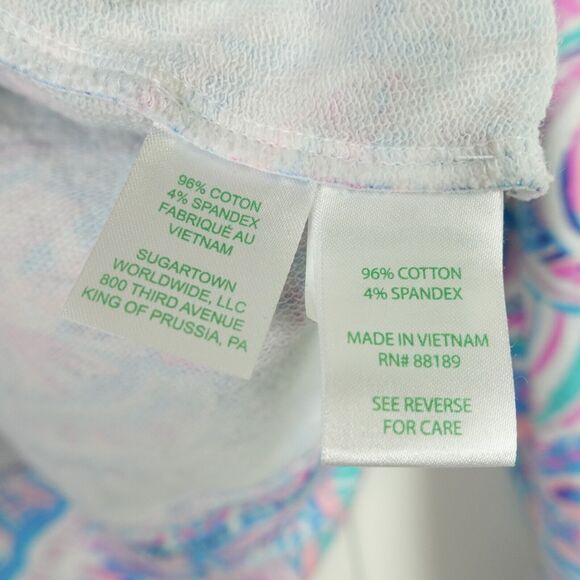 96% COTON
4% SPANDEX
FABRIQUÉ AU
VIETNAM
SUGARTOWN
WORLDWIDE, LLC
800 THIRD AVENUE
KING OF PRUSSIA, PA
96% COTTON
4% SPANDEX
MADE IN VIETNAM
RN# 88189
SEE REVERSE
FOR CARE